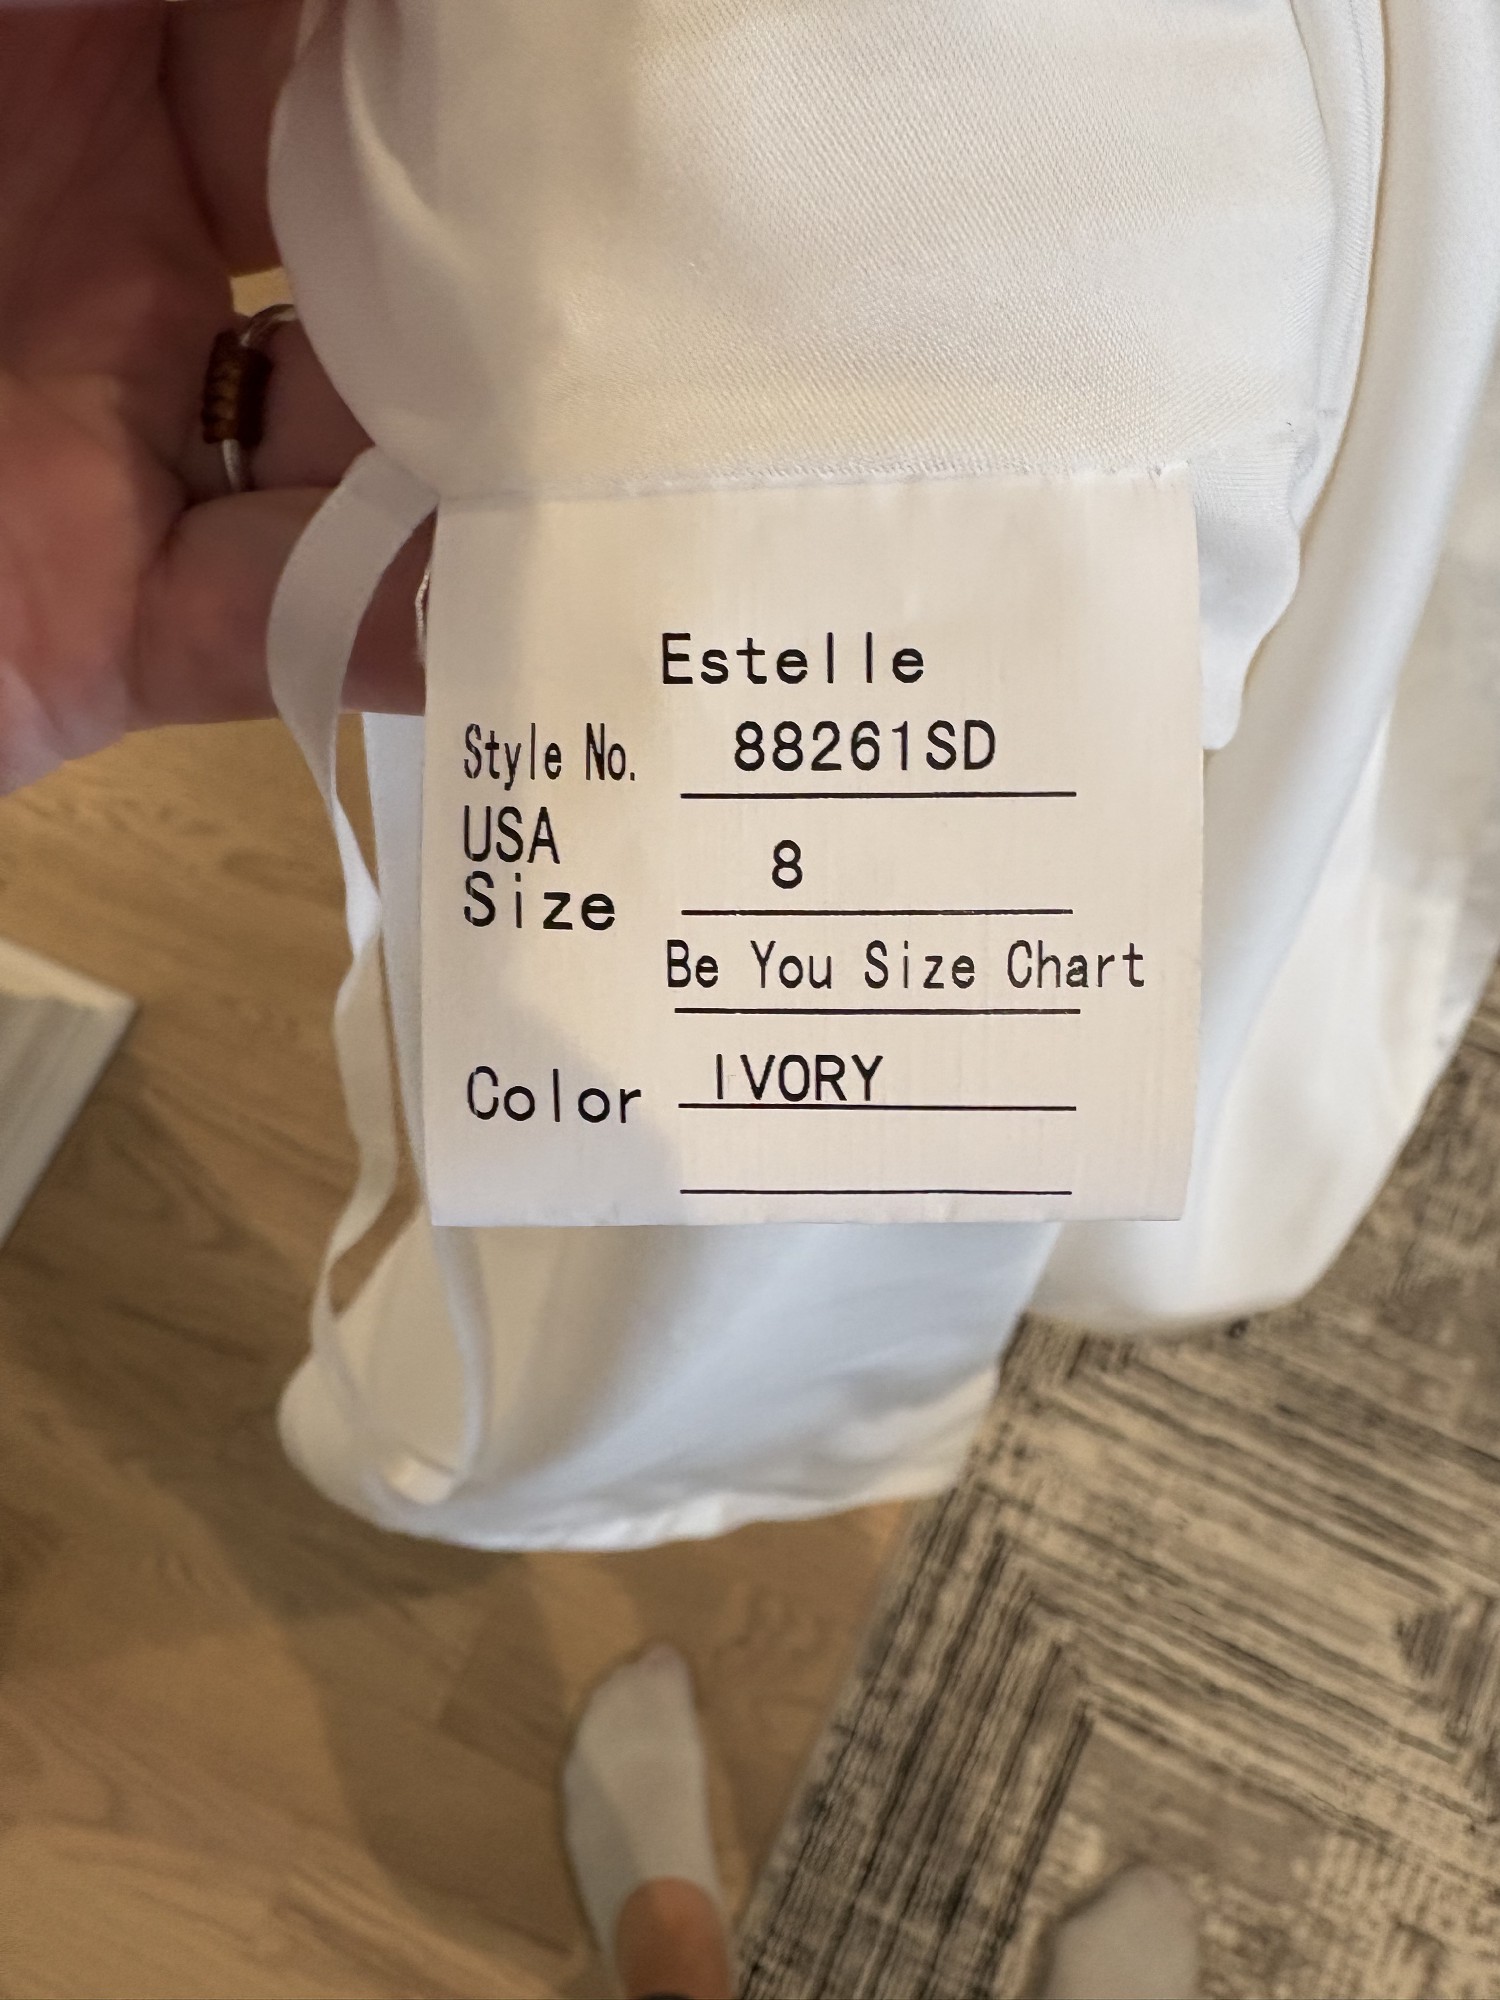 Estelle
Style No. 88261SD
USA
Size 8
Be You Size Chart
Color IVORY